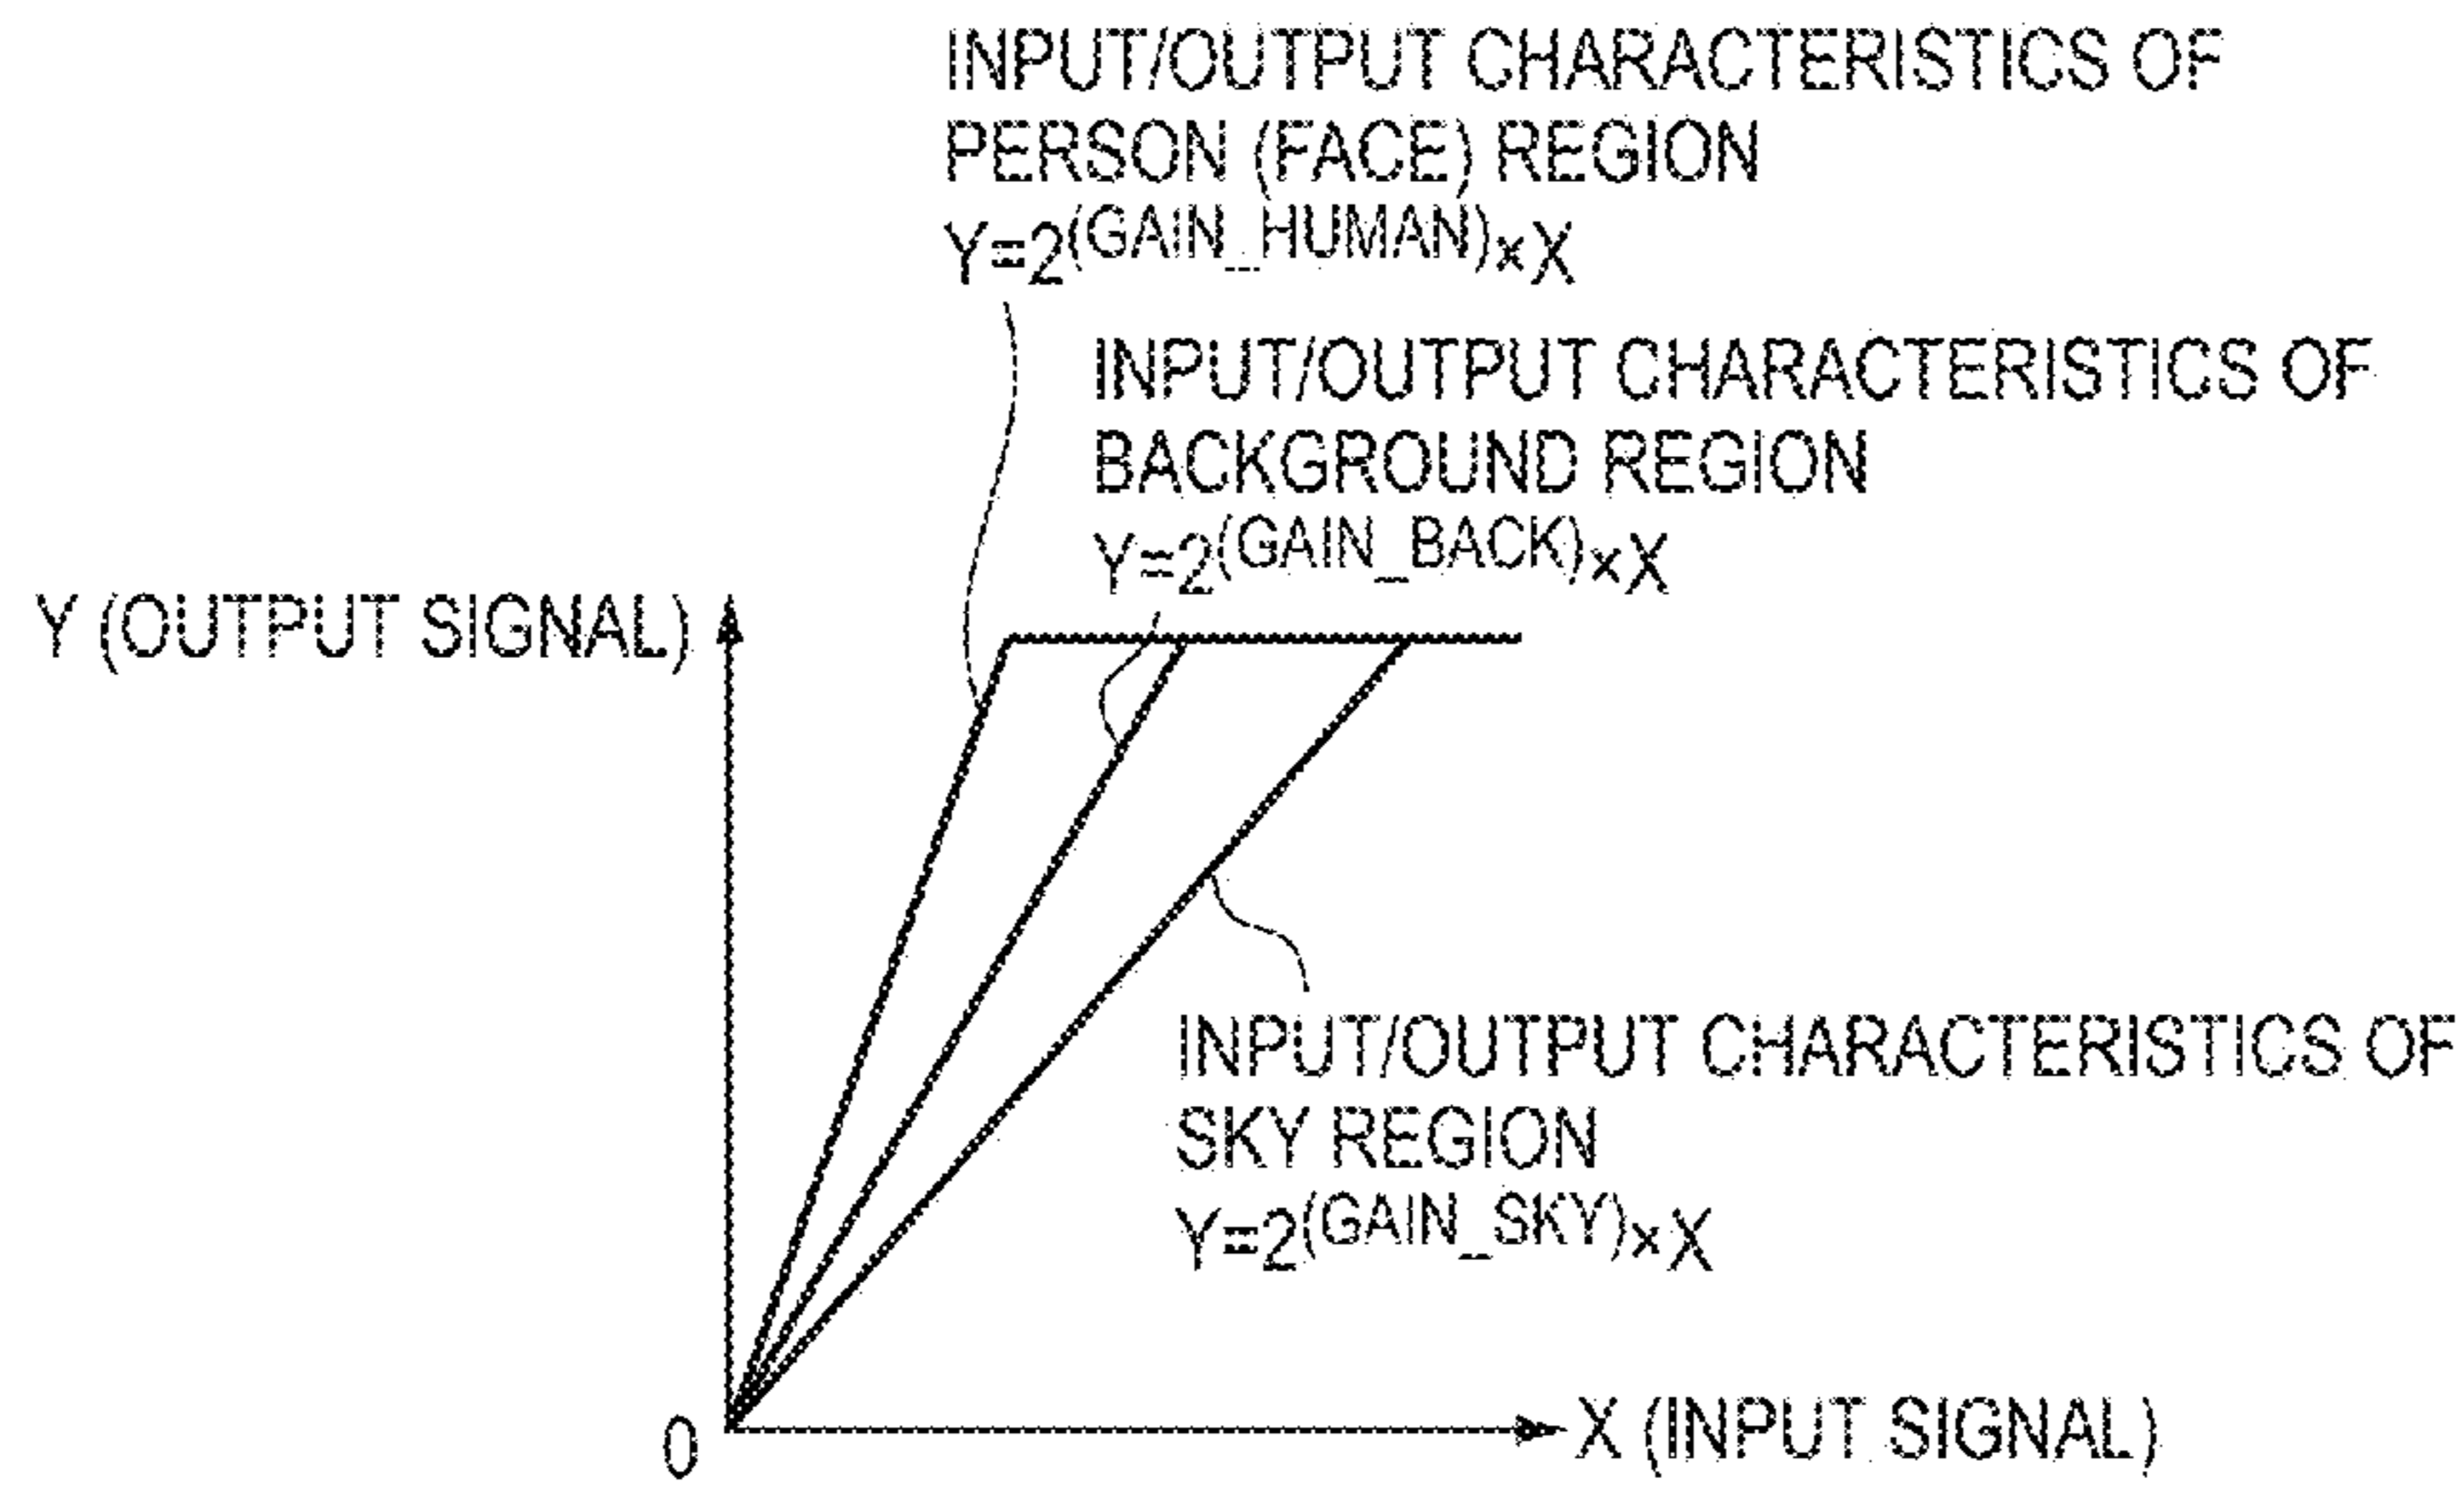 INPUT/OUTPUT CHARACTERISTICS OF
PERSON (FACE) REGION
Y=2^(GAIN_HUMAN)×X
INPUT/OUTPUT CHARACTERISTICS OF
BACKGROUND REGION
Y=2^(GAIN_BACK)×X
Y (OUTPUT SIGNAL)
INPUT/OUTPUT CHARACTERISTICS OF
SKY REGION
Y=2^(GAIN_SKY)×X
0
X (INPUT SIGNAL)